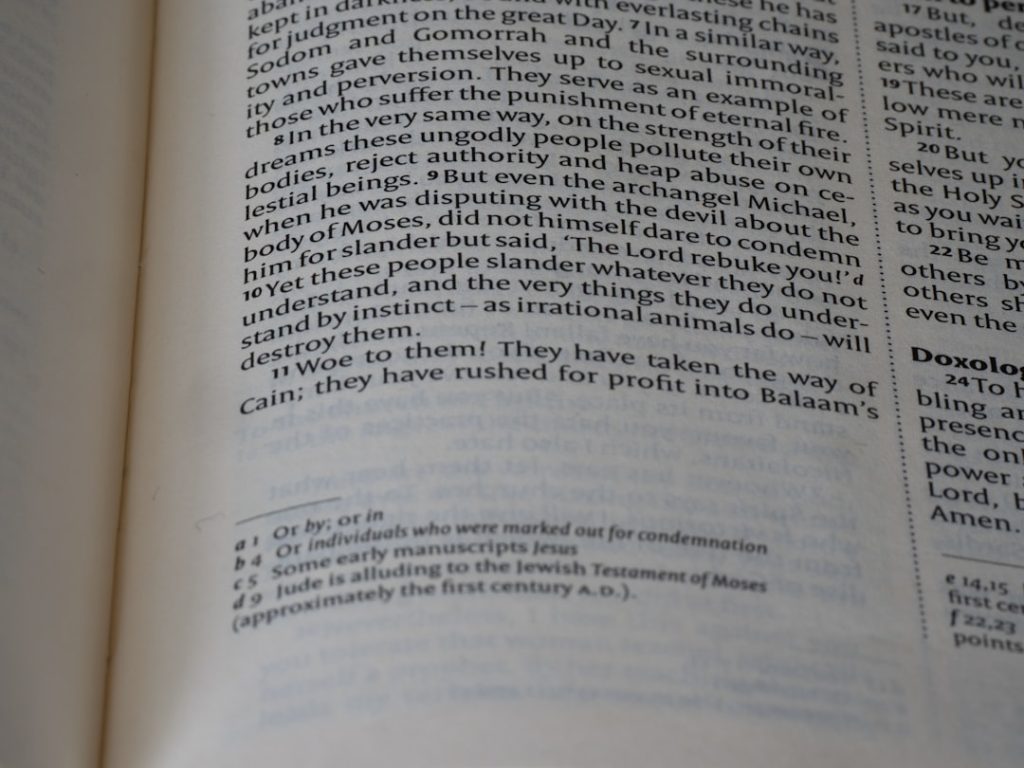 kept in darkness, bound with everlasting chains
for judgment on the great Day. 7 In a similar way,
Sodom and Gomorrah and the surrounding
towns gave themselves up to sexual immoral-
ity and perversion. They serve as an example of
those who suffer the punishment of eternal fire.
8 In the very same way, on the strength of their
dreams these ungodly people pollute their own
bodies, reject authority and heap abuse on ce-
lestial beings. 9 But even the archangel Michael,
when he was disputing with the devil about the
body of Moses, did not himself dare to condemn
him for slander but said, ‘The Lord rebuke you!’ d
10 Yet these people slander whatever they do not
understand, and the very things they do under-
stand by instinct – as irrational animals do – will
destroy them.
11 Woe to them! They have taken the way of
Cain; they have rushed for profit into Balaam’s
a 1 Or by; or in
b 4 Or individuals who were marked out for condemnation
c 5 Some early manuscripts Jesus
d 9 Jude is alluding to the Jewish Testament of Moses
(approximately the first century A.D.).
17 But, de
apostles of
said to you,
ers who wil
19 These are
low mere
Spirit.
20 But yo
selves up i
the Holy S
as you wai
to bring yo
22 Be m
others by
others sh
even the
Doxolog
24 To h
bling an
presenc
the onl
power
Lord, b
Amen.
e 14,15
first cen
f 22,23
points